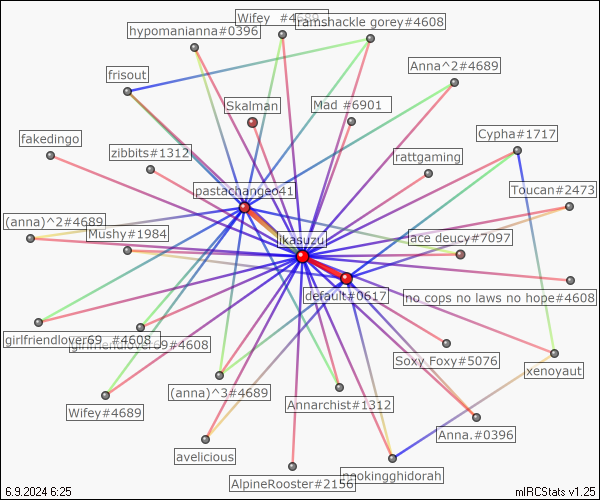 Wifey  #4689
ramshackle gorey#4608
hypomanianna#0396
Anna^2#4689
frisout
Skalman
Mad #6901
Cypha#1717
fakedingo
zibbits#1312
rattgaming
pastachangeo41
Toucan#2473
(anna)^2#4689
Mushy#1984
ikasuzu
ace deucy#7097
default#0617
no cops no laws no hope#4608
girlfriendlover69  #4608
girlfriendlover69#4608
Soxy Foxy#5076
xenoyaut
(anna)^3#4689
Annarchist#1312
Wifey#4689
Anna.#0396
avelicious
naokingghidorah
AlpineRooster#2156
6.9.2024 6:25
mIRCStats v1.25